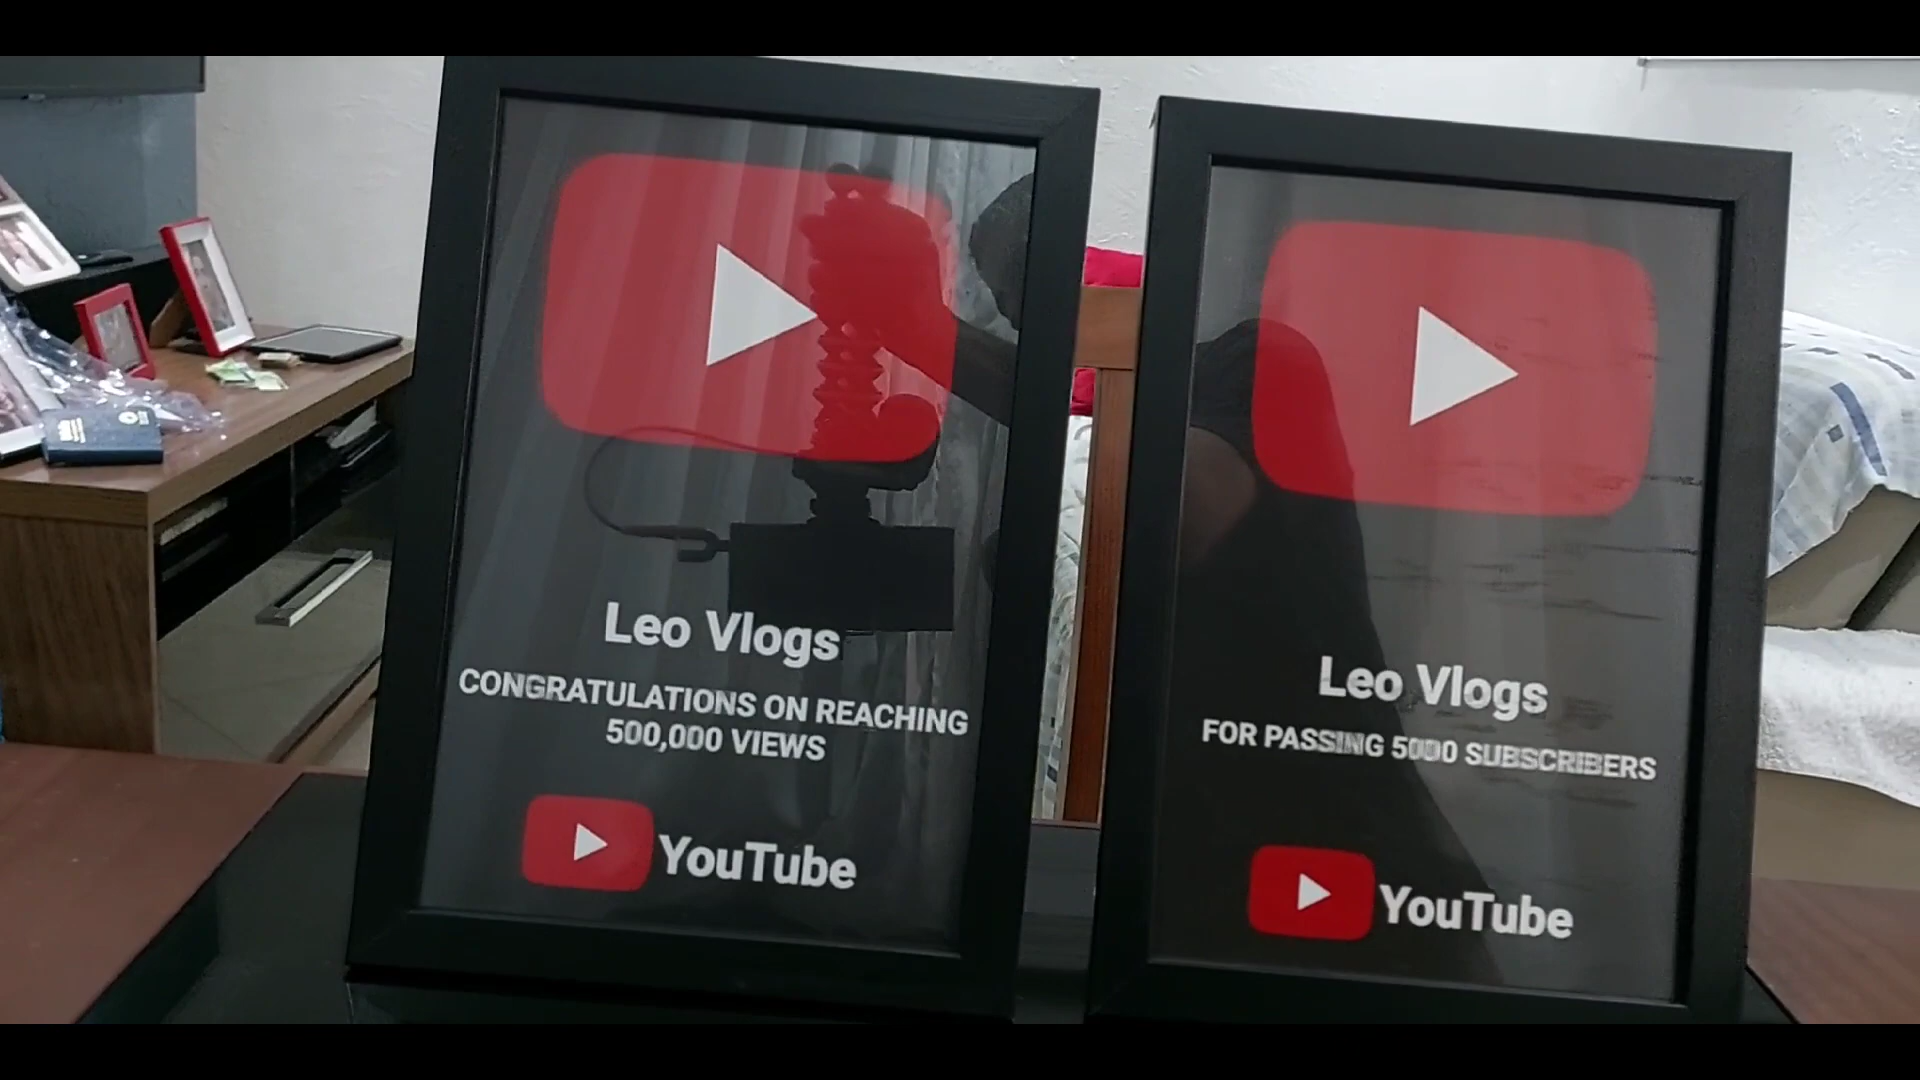 Leo Vlogs
CONGRATULATIONS ON REACHING
500,000 VIEWS
YouTube
Leo Vlogs
FOR PASSING 5000 SUBSCRIBERS
YouTube